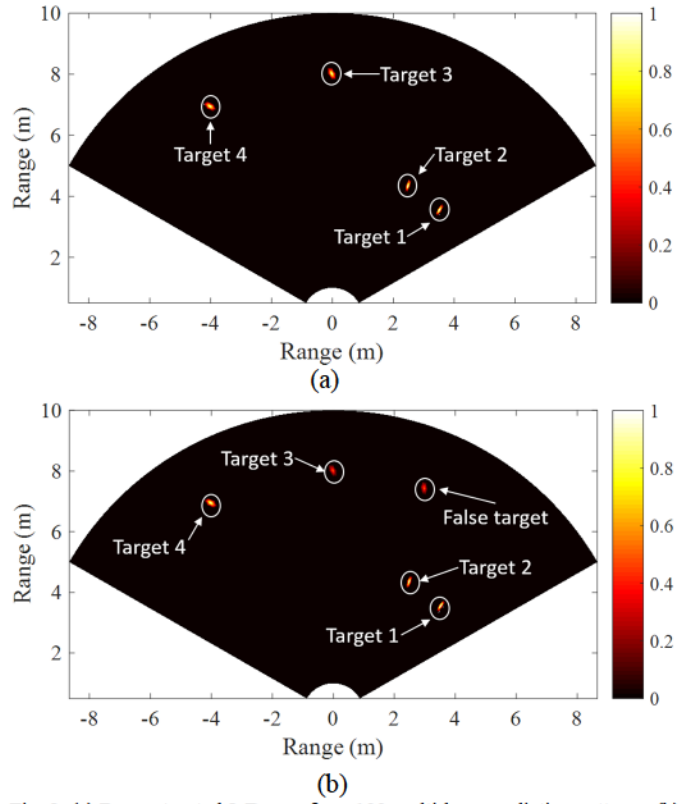 10
8
6
4
2
Range (m)
-8
-6
-4
-2
0
2
4
6
8
Range (m)
1
0.8
0.6
0.4
0.2
0
Target 3
Target 4
Target 2
Target 1
(a)
10
8
6
4
2
Range (m)
-8
-6
-4
-2
0
2
4
6
8
Range (m)
1
0.8
0.6
0.4
0.2
0
Target 3
False target
Target 4
Target 2
Target 1
(b)